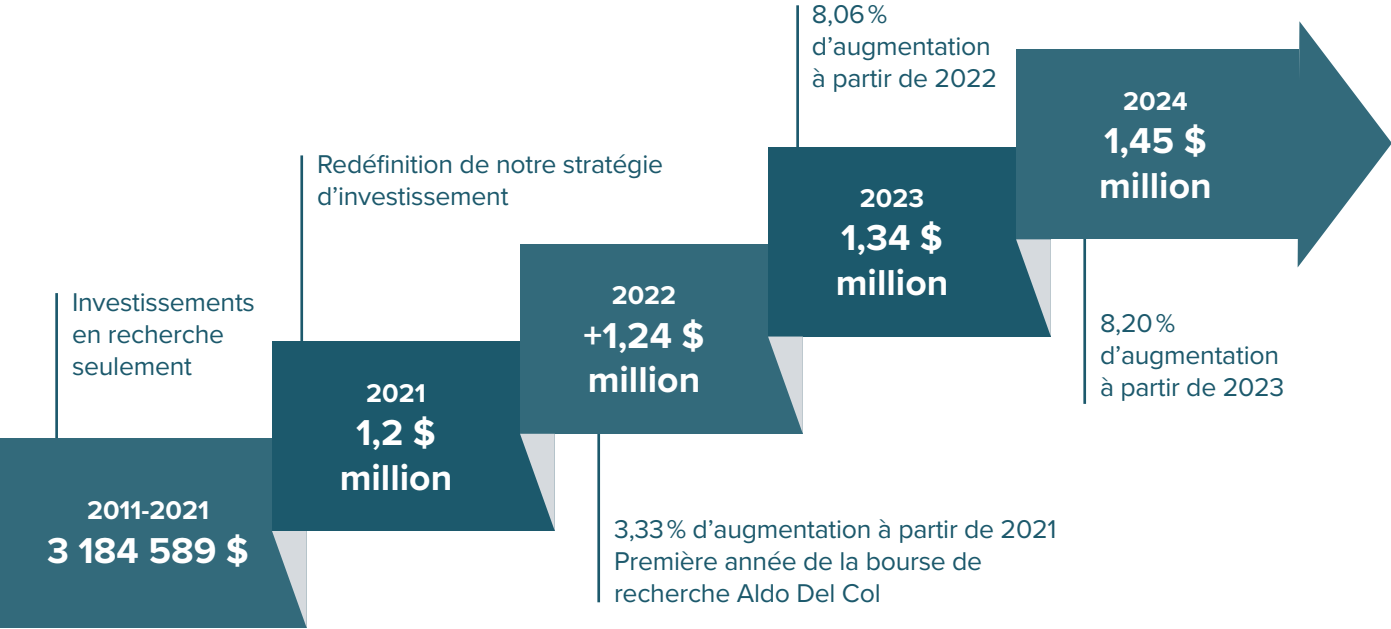 Investissements
en recherche
seulement
2011-2021
3 184 589 $
Redéfinition de notre stratégie
d’investissement
2021
1,2 $
million
2022
+1,24 $
million
3,33 % d’augmentation à partir de 2021
Première année de la bourse de
recherche Aldo Del Col
8,06 %
d’augmentation
à partir de 2022
2023
1,34 $
million
2024
1,45 $
million
8,20 %
d’augmentation
à partir de 2023